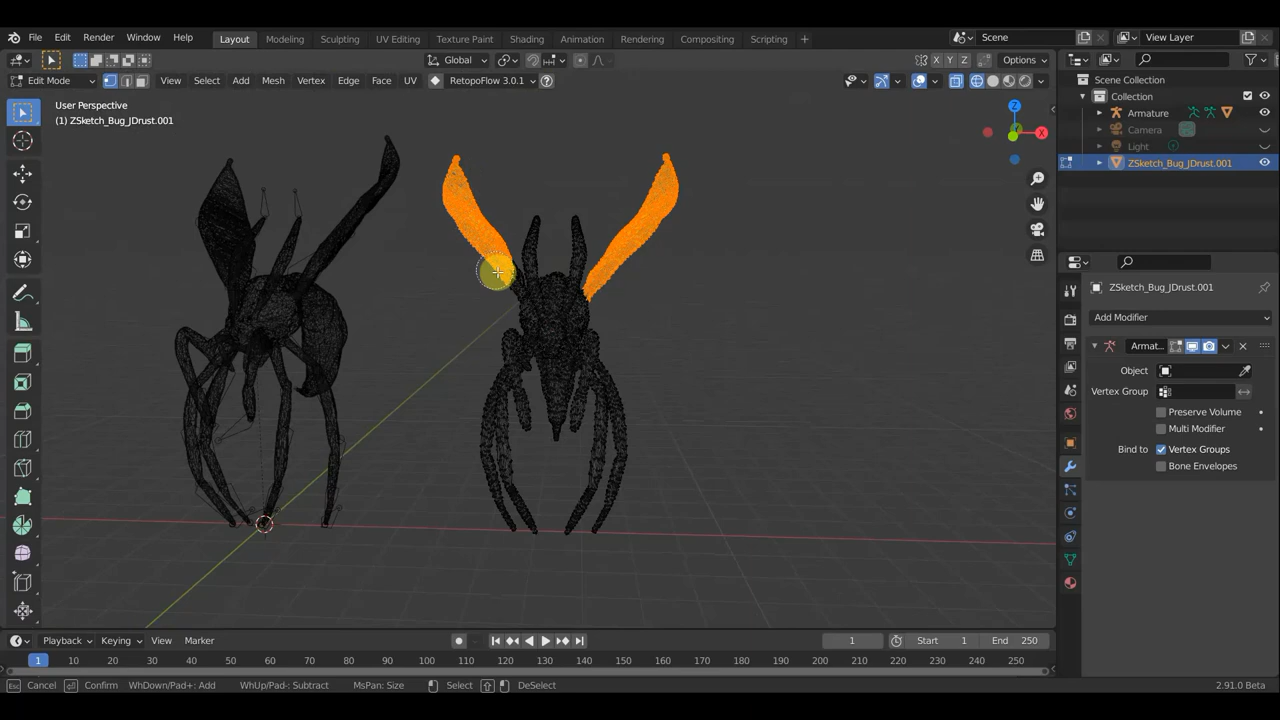 File Edit Render Window Help Layout Modeling Sculpting UV Editing Texture Paint Shading Animation Rendering Compositing Scripting Scene View Layer
Global X Y Z Options
Edit Mode View Select Add Mesh Vertex Edge Face UV RetopoFlow 3.0.1
Scene Collection
Collection
Armature
Camera
Light
ZSketch_Bug_JDrust.001
User Perspective
(1) ZSketch_Bug_JDrust.001
Z
X
ZSketch_Bug_JDrust.001
Add Modifier
Armat...
Object
Vertex Group
Preserve Volume
Multi Modifier
Bind to Vertex Groups
Bone Envelopes
Playback Keying View Marker 1 Start 1 End 250
1 10 20 30 40 50 60 70 80 90 100 110 120 130 140 150 160 170 180 190 200 210 220 230 240 250
Esc Cancel Confirm WhDown/Pad+: Add WhUp/Pad-: Subtract MsPan: Size Select DeSelect 2.91.0 Beta